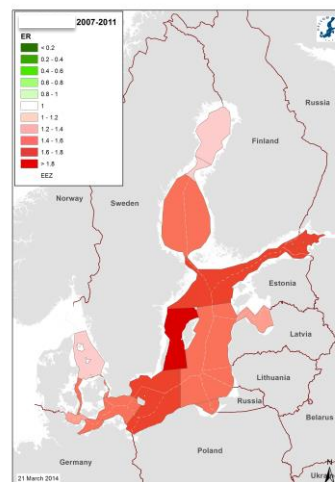 2007-2011
ER
< 0.2
0.2 - 0.4
0.4 - 0.6
0.6 - 0.8
0.8 - 1
1
1 - 1.2
1.2 - 1.4
1.4 - 1.6
1.6 - 1.8
> 1.8
EEZ
Russia
Finland
Norway
Sweden
Estonia
Latvia
Lithuania
Russia
Belarus
Germany
Poland
Ukra
21 March 2014
N